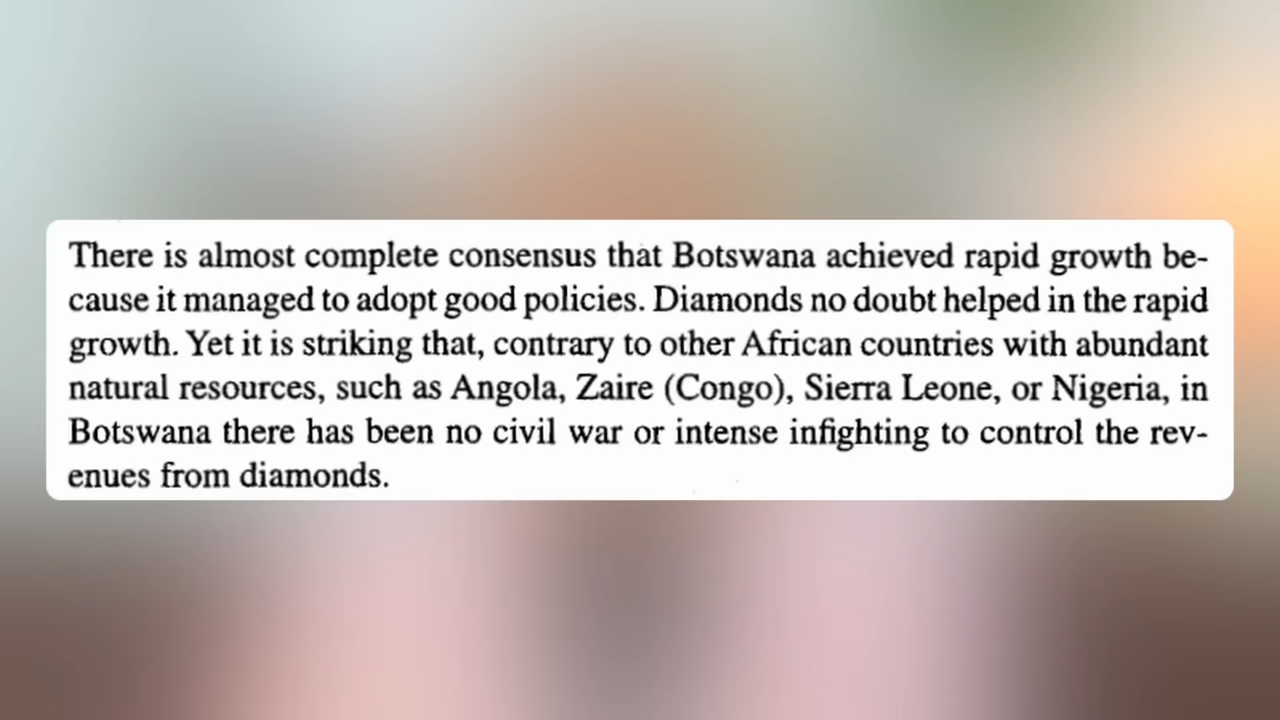 There is almost complete consensus that Botswana achieved rapid growth be-
cause it managed to adopt good policies. Diamonds no doubt helped in the rapid
growth. Yet it is striking that, contrary to other African countries with abundant
natural resources, such as Angola, Zaire (Congo), Sierra Leone, or Nigeria, in
Botswana there has been no civil war or intense infighting to control the rev-
enues from diamonds.